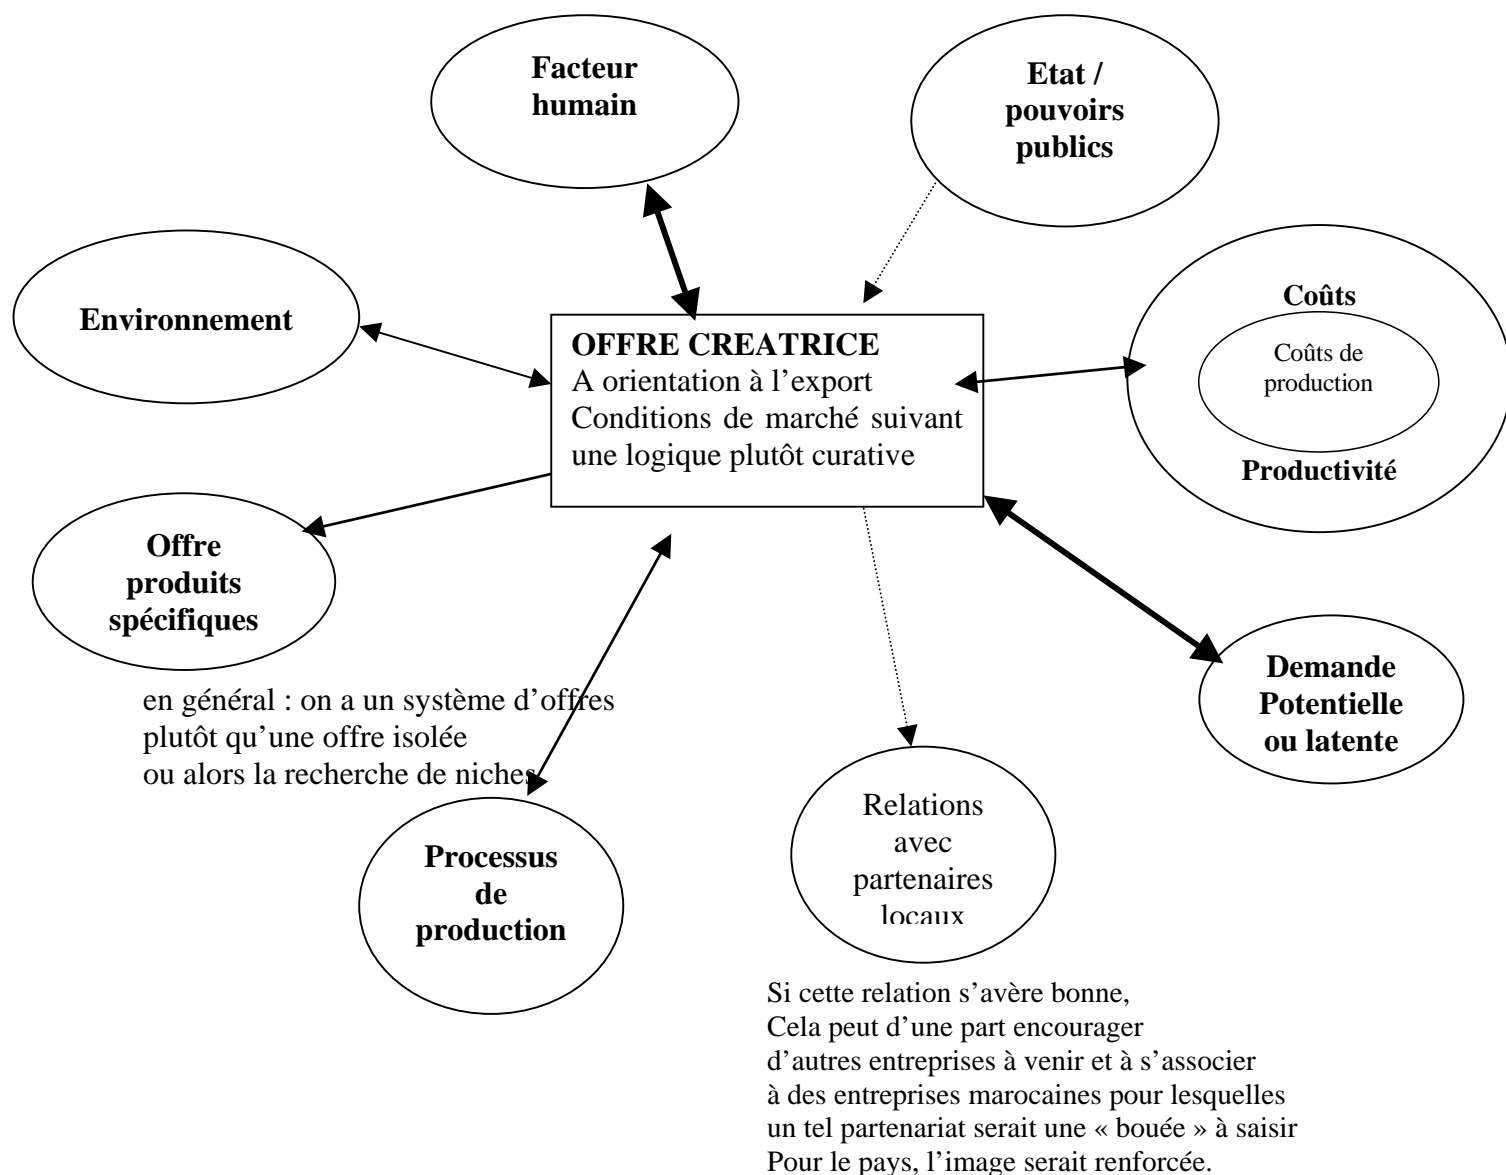 Facteur
humain
Etat /
pouvoirs
publics
Environnement
OFFRE CREATRICE
A orientation à l’export
Conditions de marché suivant
une logique plutôt curative
Coûts
Coûts de
production
Productivité
Offre
produits
spécifiques
en général : on a un système d’offres
plutôt qu’une offre isolée
ou alors la recherche de niches
Demande
Potentielle
ou latente
Processus
de
production
Relations
avec
partenaires
locaux
Si cette relation s’avère bonne,
Cela peut d’une part encourager
d’autres entreprises à venir et à s’associer
à des entreprises marocaines pour lesquelles
un tel partenariat serait une « bouée » à saisir
Pour le pays, l’image serait renforcée.